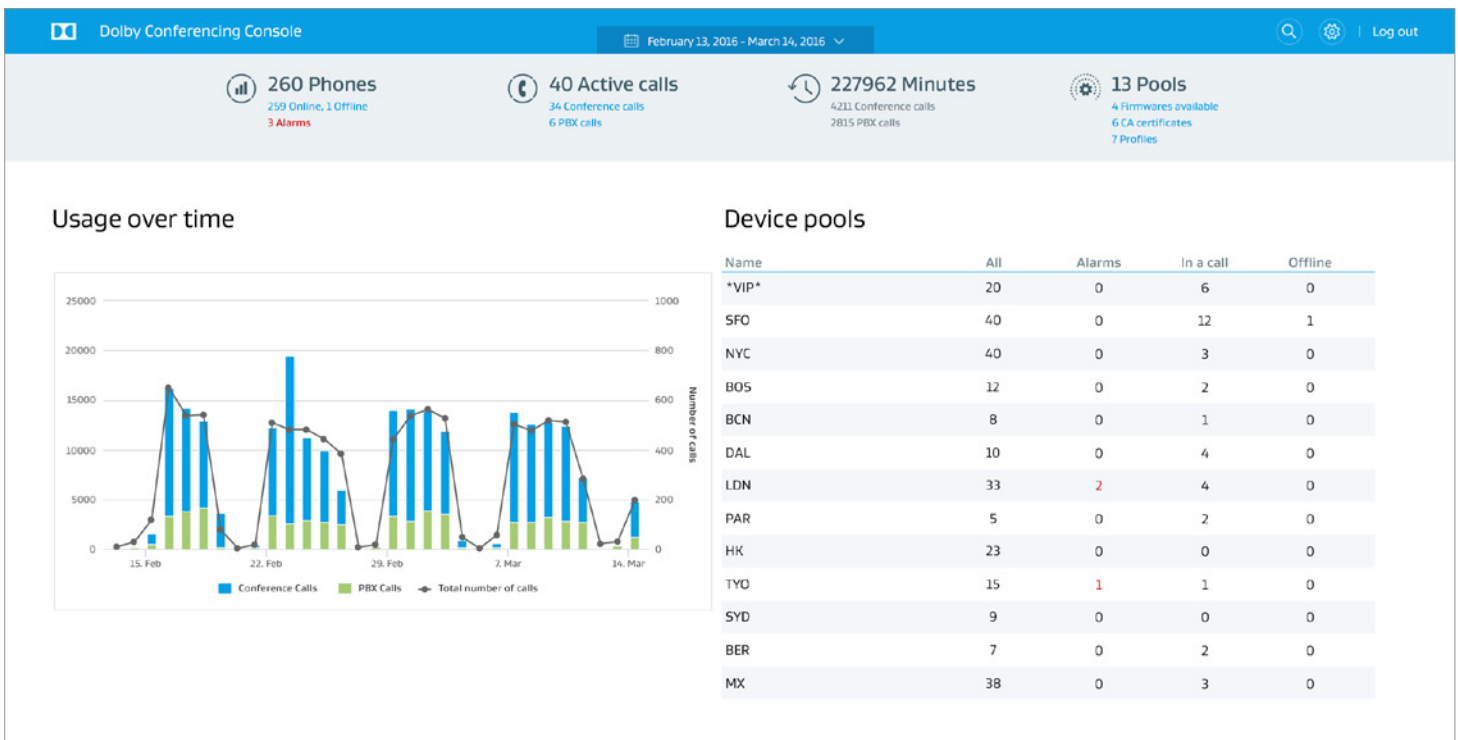 Dolby Conferencing Console
February 13, 2016 - March 14, 2016
Log out
260 Phones
259 Online, 1 Offline
3 Alarms
40 Active calls
34 Conference calls
6 PBX calls
227962 Minutes
4211 Conference calls
2815 PBX calls
13 Pools
4 Firmwares available
6 CA certificates
7 Profiles
Usage over time
25000
20000
15000
10000
5000
0
1000
800
600
400
200
0
Number of calls
15. Feb
22. Feb
29. Feb
7. Mar
14. Mar
Conference Calls
PBX Calls
Total number of calls
Device pools
Name All Alarms In a call Offline
*VIP* 20 0 6 0
SFO 40 0 12 1
NYC 40 0 3 0
BOS 12 0 2 0
BCN 8 0 1 0
DAL 10 0 4 0
LDN 33 2 4 0
PAR 5 0 2 0
HK 23 0 0 0
TYO 15 1 1 0
SYD 9 0 0 0
BER 7 0 2 0
MX 38 0 3 0